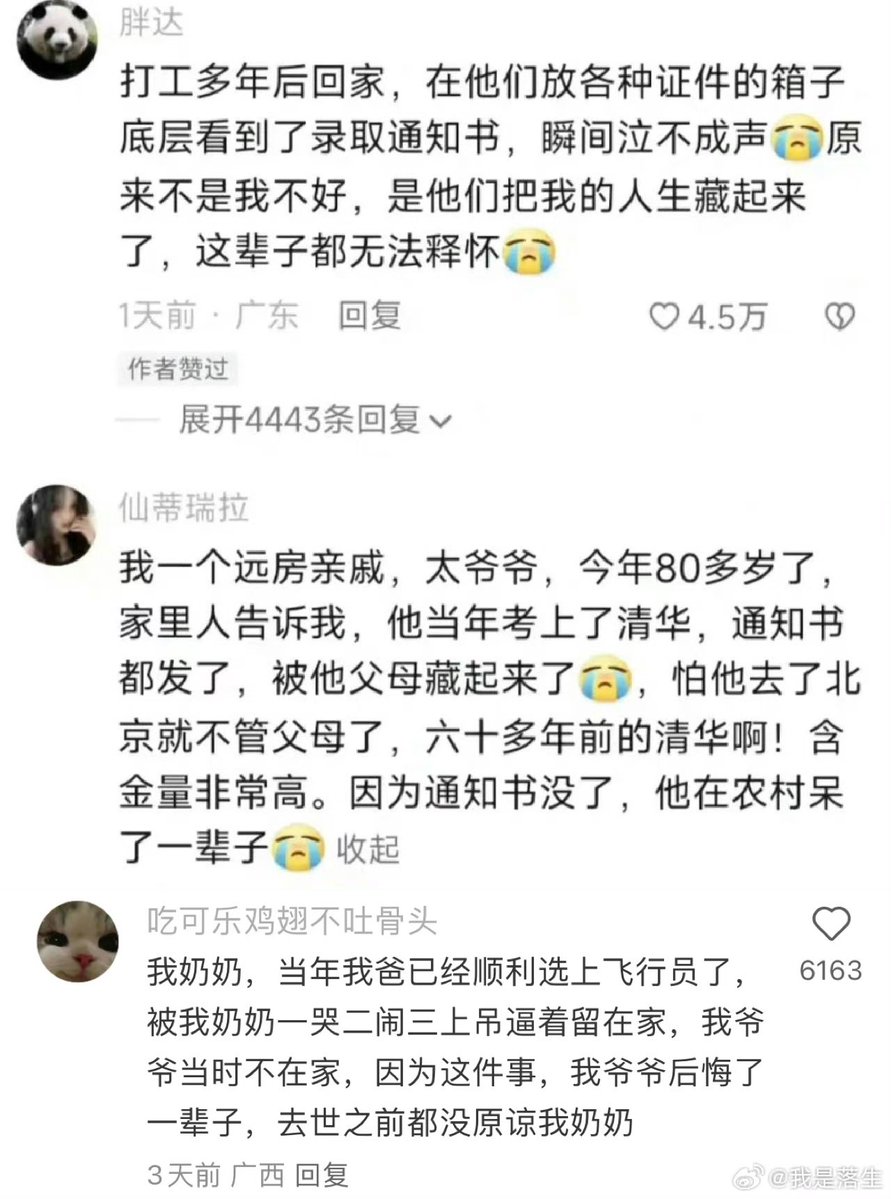 胖达
打工多年后回家，在他们放各种证件的箱子
底层看到了录取通知书，瞬间泣不成声😭原
来不是我不好，是他们把我的人生藏起来
了，这辈子都无法释怀😭
1天前 · 广东 回复 4.5万
作者赞过
展开4443条回复
仙蒂瑞拉
我一个远房亲戚，太爷爷，今年80多岁了，
家里人告诉我，他当年考上了清华，通知书
都发了，被他父母藏起来了😭，怕他去了北
京就不管父母了，六十多年前的清华啊！含
金量非常高。因为通知书没了，他在农村呆
了一辈子😭 收起
吃可乐鸡翅不吐骨头
我奶奶，当年我爸已经顺利选上飞行员了，
6163
被我奶奶一哭二闹三上吊逼着留在家，我爷
爷当时不在家，因为这件事，我爷爷后悔了
一辈子，去世之前都没原谅我奶奶
3天前 广西 回复
@我是落生